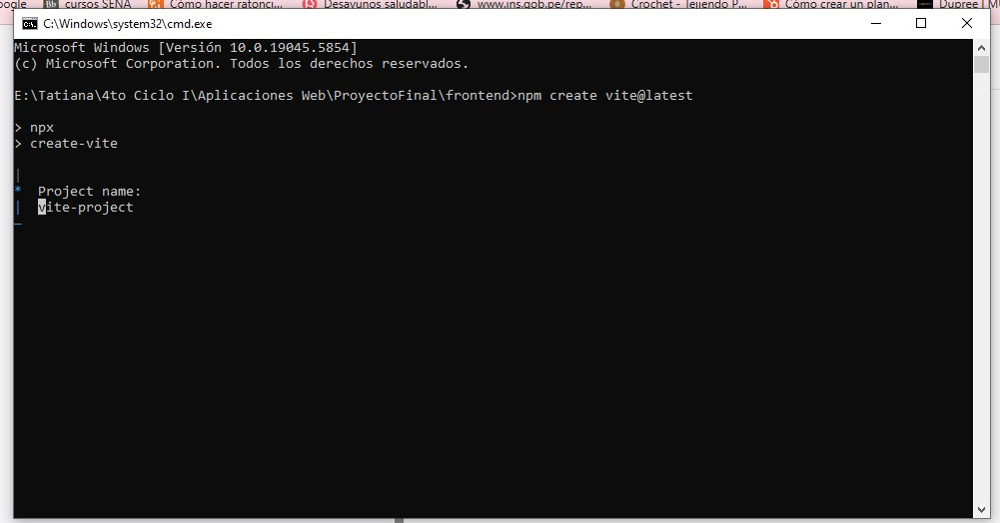 oogle Bb cursos SENA Cómo hacer ratonci... Desayunos saludabl... www.ins.gob.pe/rep... Crochet - Tejiendo P... Cómo crear un plan... Dupree | MU
C:\Windows\system32\cmd.exe
Microsoft Windows [Versión 10.0.19045.5854]
(c) Microsoft Corporation. Todos los derechos reservados.
E:\Tatiana\4to Ciclo I\Aplicaciones Web\ProyectoFinal\frontend>npm create vite@latest
> npx
> create-vite
|
* Project name:
| vite-project
_